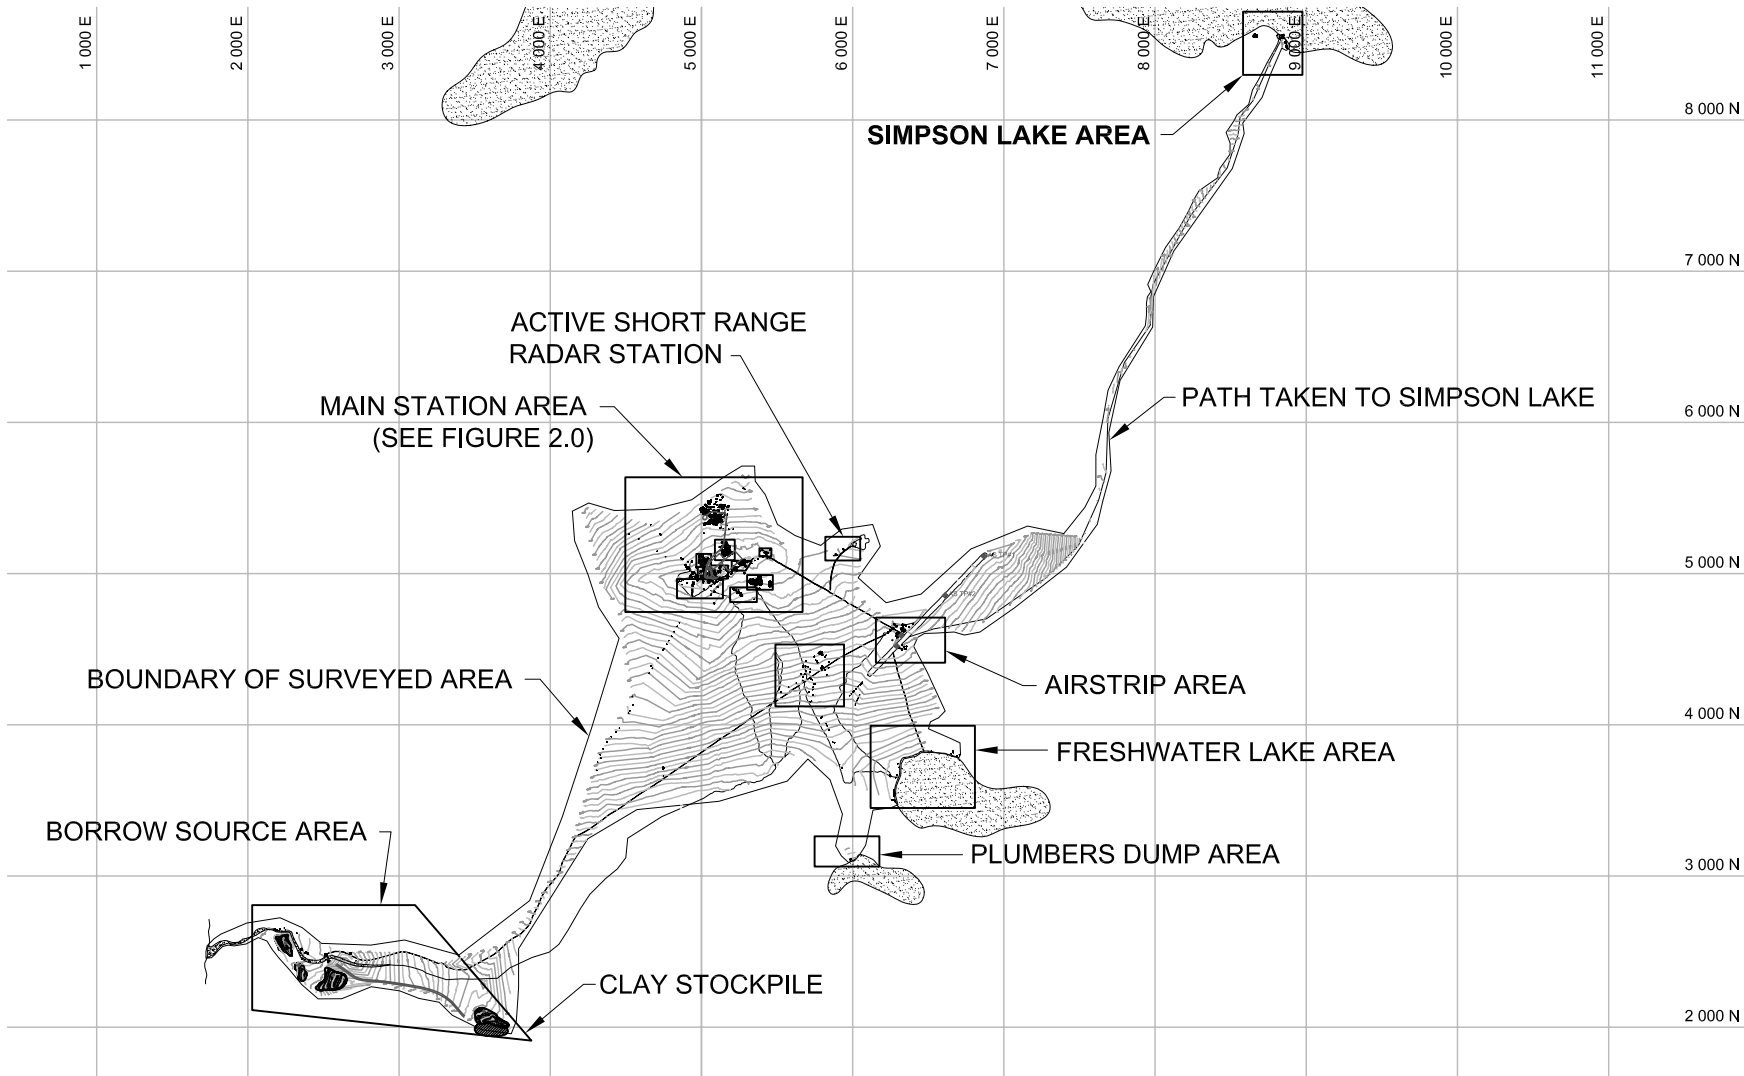 1 000 E
2 000 E
3 000 E
4 000 E
5 000 E
6 000 E
7 000 E
8 000 E
9 000 E
10 000 E
11 000 E
8 000 N
SIMPSON LAKE AREA
7 000 N
ACTIVE SHORT RANGE
RADAR STATION
MAIN STATION AREA
(SEE FIGURE 2.0)
PATH TAKEN TO SIMPSON LAKE
6 000 N
5 000 N
BOUNDARY OF SURVEYED AREA
AIRSTRIP AREA
4 000 N
FRESHWATER LAKE AREA
BORROW SOURCE AREA
PLUMBERS DUMP AREA
3 000 N
CLAY STOCKPILE
2 000 N